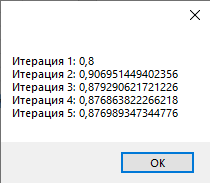 Итерация 1: 0,8
Итерация 2: 0,906951449402356
Итерация 3: 0,879290621721226
Итерация 4: 0,876863822266218
Итерация 5: 0,876989347344776
OK